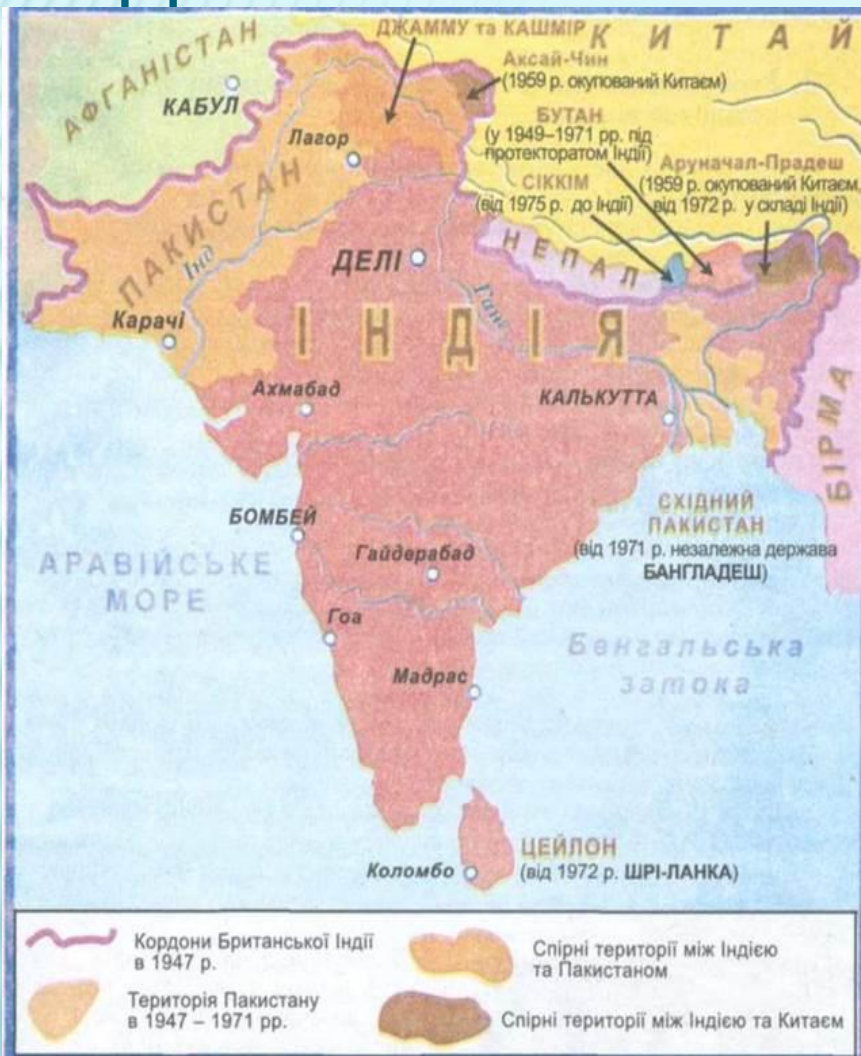 ДЖАММУ та КАШМІР
КИТАЙ
АФГАНІСТАН
Аксай-Чин
(1959 р. окупований Китаєм)
КАБУЛ
БУТАН
(у 1949–1971 рр. під
протекторатом Індії)
Лагор
Аруначал-Прадеш
(1959 р. окупований Китаєм,
від 1972 р. у складі Індії)
СІККІМ
(від 1975 р. до Індії)
ПАКИСТАН
Інд
НЕПАЛ
ДЕЛІ
Ганг
Карачі
ІНДІЯ
Ахмабад
КАЛЬКУТТА
БІРМА
БОМБЕЙ
СХІДНИЙ
ПАКИСТАН
(від 1971 р. незалежна держава
БАНГЛАДЕШ)
Гайдерабад
АРАВІЙСЬКЕ
МОРЕ
Гоа
Бенгальська
затока
Мадрас
ЦЕЙЛОН
(від 1972 р. ШРІ-ЛАНКА)
Коломбо
Кордони Британської Індії
в 1947 р.
Територія Пакистану
в 1947 – 1971 рр.
Спірні території між Індією
та Пакистаном
Спірні території між Індією та Китаєм